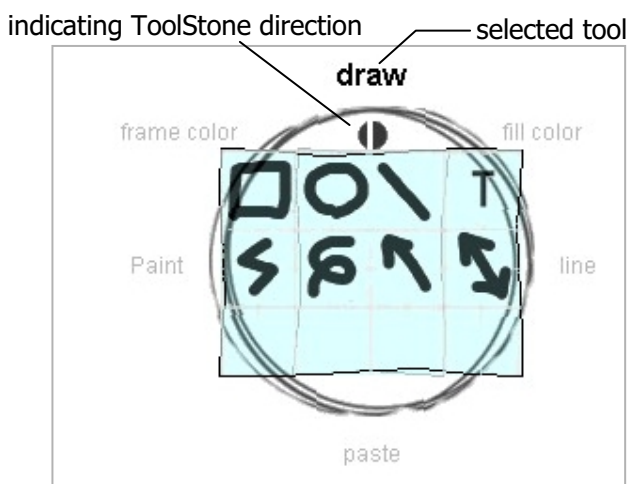 indicating ToolStone direction
selected tool
draw
frame color
fill color
T
Paint
line
paste